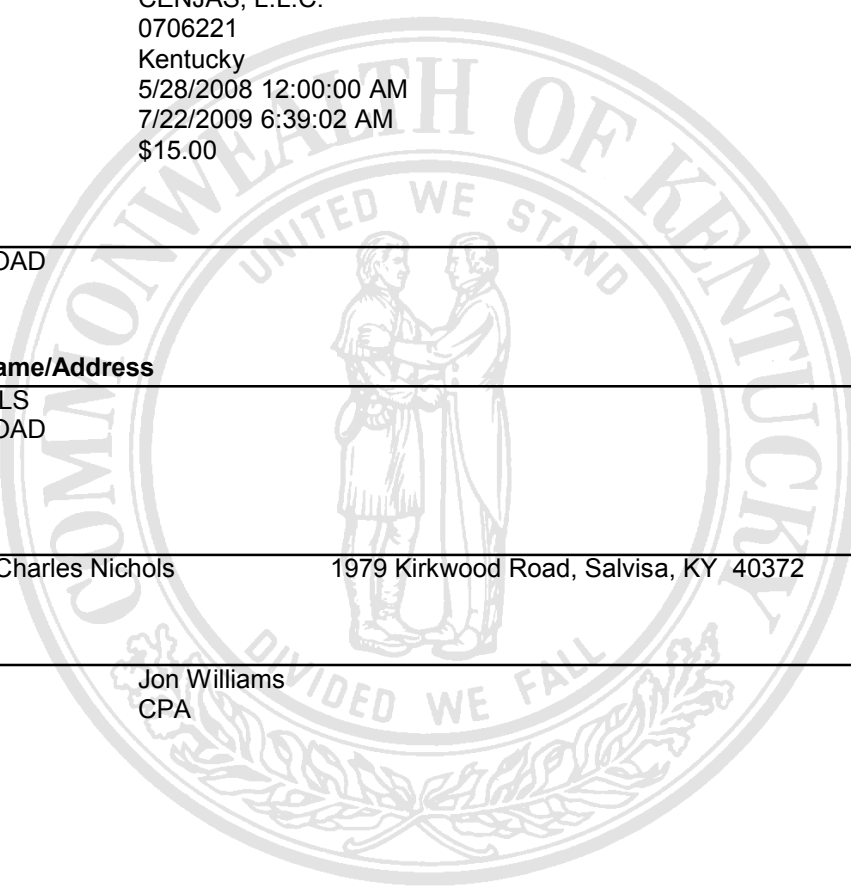 CENJAS, L.L.C.
0706221
Kentucky
5/28/2008 12:00:00 AM
7/22/2009 6:39:02 AM
$15.00
OAD
ame/Address
LS
OAD
Charles Nichols 1979 Kirkwood Road, Salvisa, KY 40372
Jon Williams
CPA
COMMONWEALTH OF KENTUCKY
UNITED WE STAND
DIVIDED WE FALL